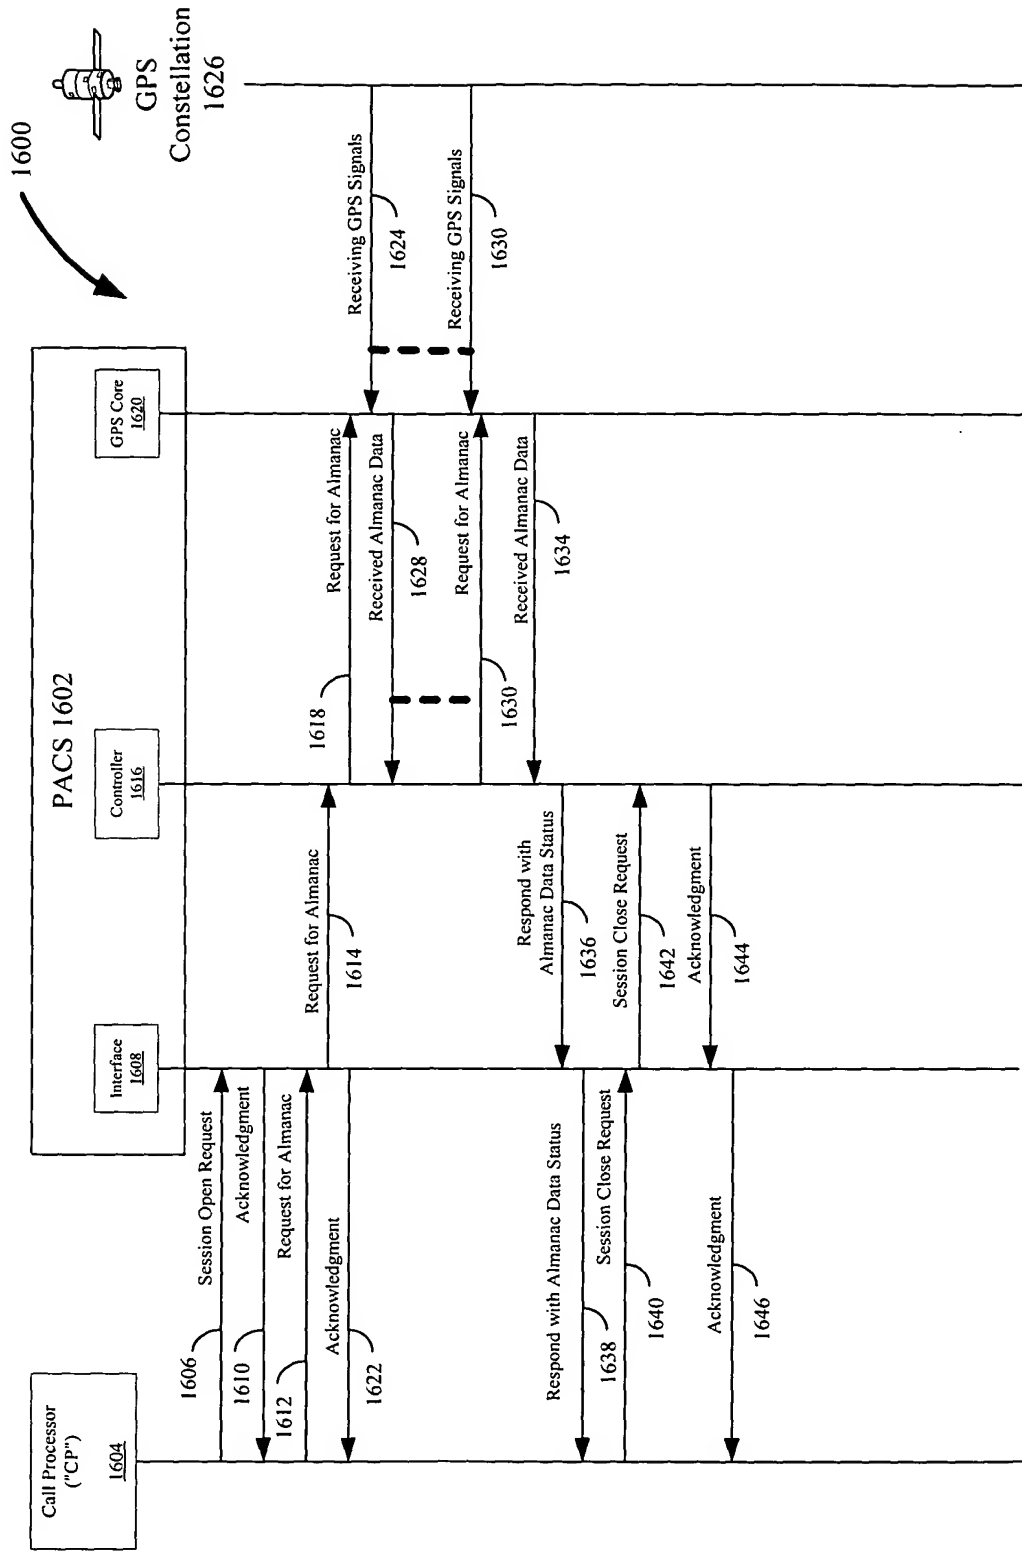 1600
GPS
Constellation
1626
PACS 1602
Call Processor
("CP")
1604
Interface
1608
Controller
1616
GPS Core
1620
Session Open Request
1606
Acknowledgment
1610
Request for Almanac
1612
Request for Almanac
1614
Acknowledgment
1622
Request for Almanac
1618
Receiving GPS Signals
1624
Received Almanac Data
1628
Receiving GPS Signals
1630
Request for Almanac
1630
Received Almanac Data
1634
Respond with
Almanac Data Status
1636
Respond with Almanac Data Status
1638
Session Close Request
1640
Session Close Request
1642
Acknowledgment
1644
Acknowledgment
1646